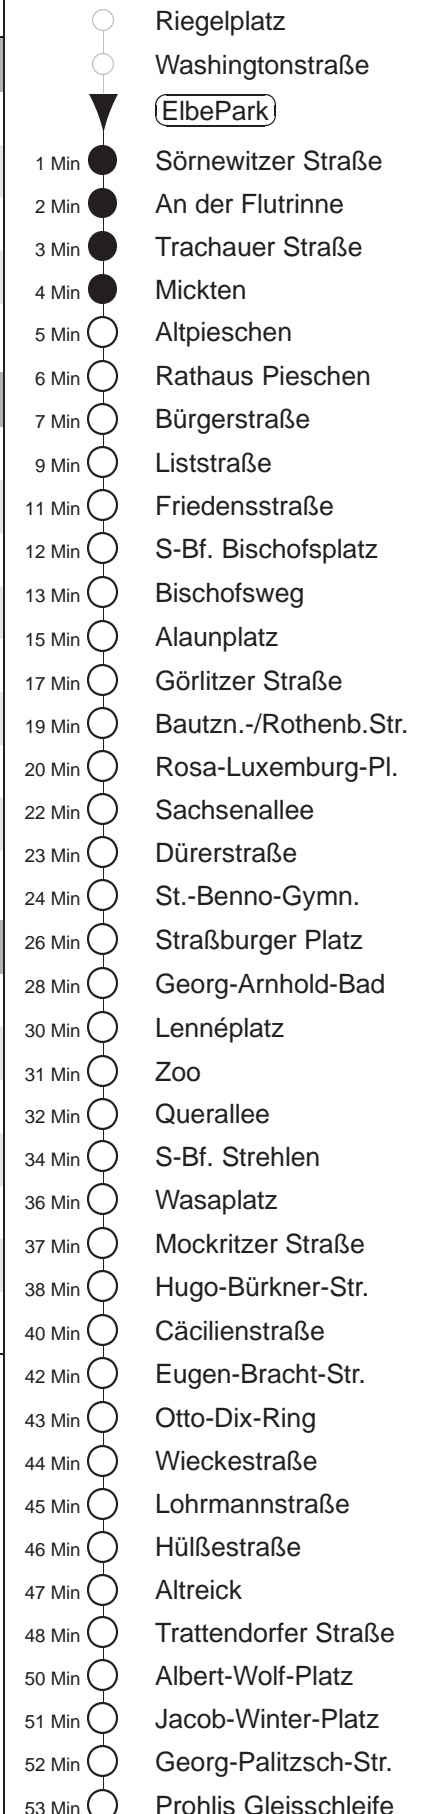 Riegelplatz
Washingtonstraße
ElbePark
1 Min Sörnewitzer Straße
2 Min An der Flutrinne
3 Min Trachauer Straße
4 Min Mickten
5 Min Altpieschen
6 Min Rathaus Pieschen
7 Min Bürgerstraße
9 Min Liststraße
11 Min Friedensstraße
12 Min S-Bf. Bischofsplatz
13 Min Bischofsweg
15 Min Alaunplatz
17 Min Görlitzer Straße
19 Min Bautzn.-/Rothenb.Str.
20 Min Rosa-Luxemburg-Pl.
22 Min Sachsenallee
23 Min Dürerstraße
24 Min St.-Benno-Gymn.
26 Min Straßburger Platz
28 Min Georg-Arnhold-Bad
30 Min Lennéplatz
31 Min Zoo
32 Min Querallee
34 Min S-Bf. Strehlen
36 Min Wasaplatz
37 Min Mockritzer Straße
38 Min Hugo-Bürkner-Str.
40 Min Cäcilienstraße
42 Min Eugen-Bracht-Str.
43 Min Otto-Dix-Ring
44 Min Wieckestraße
45 Min Lohrmannstraße
46 Min Hülßestraße
47 Min Altreick
48 Min Trattendorfer Straße
50 Min Albert-Wolf-Platz
51 Min Jacob-Winter-Platz
52 Min Georg-Palitzsch-Str.
53 Min Prohlis Gleisschleife